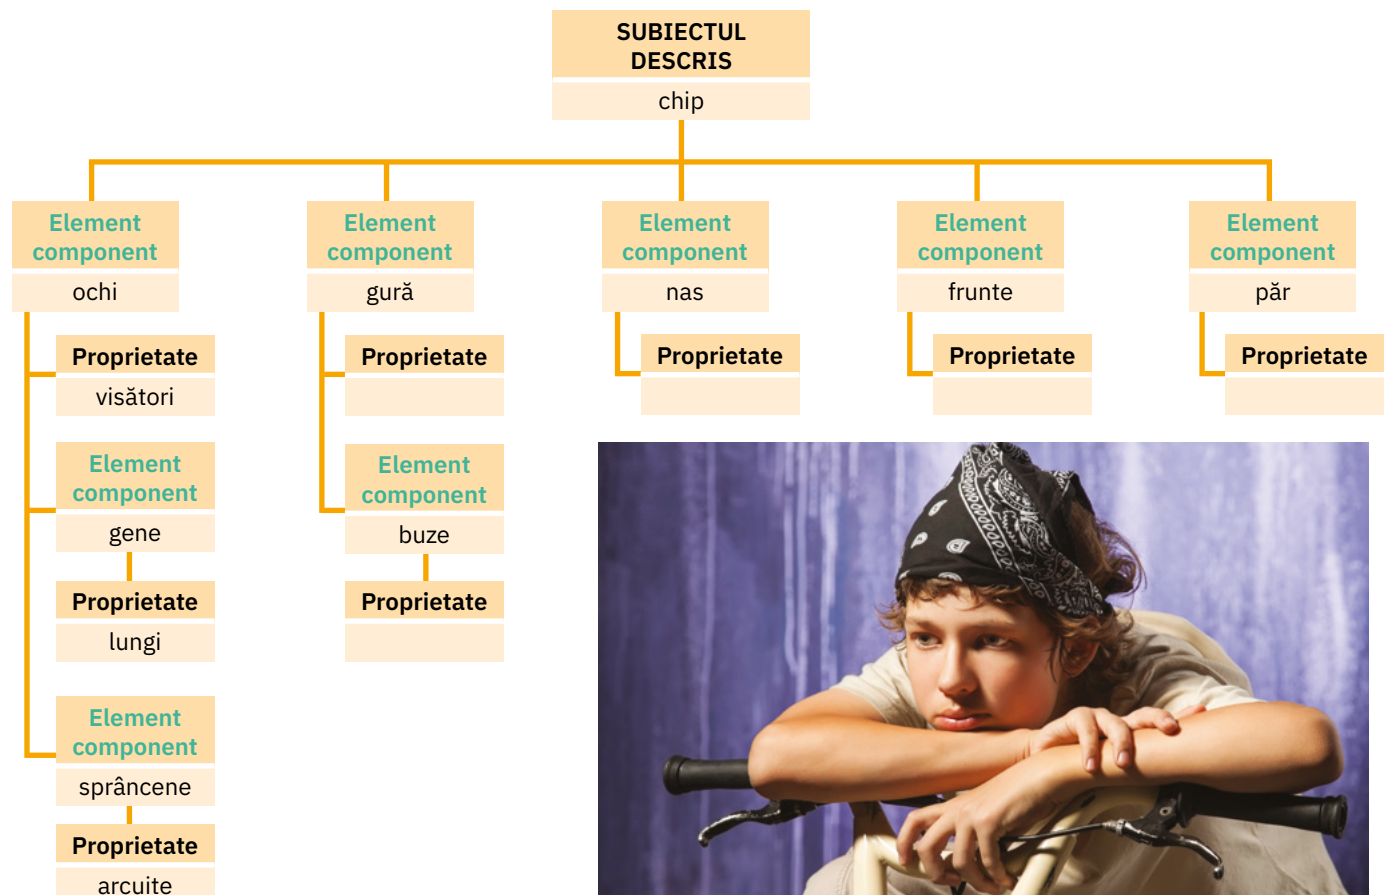 SUBIECTUL
DESCRIS
chip
Element
component
ochi
Proprietate
visători
Element
component
gene
Proprietate
lungi
Element
component
sprâncene
Proprietate
arcuite
Element
component
gură
Proprietate
Element
component
buze
Proprietate
Element
component
nas
Proprietate
Element
component
frunte
Proprietate
Element
component
păr
Proprietate